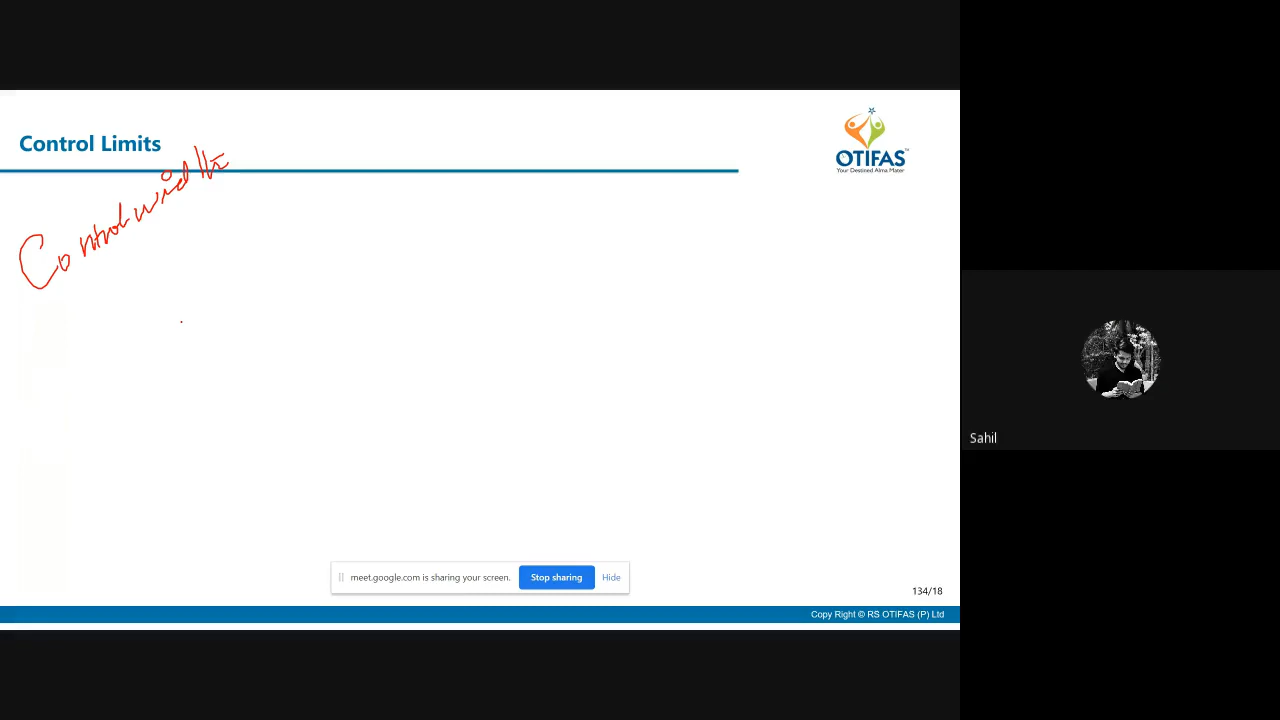 Control Limits
OTIFAS™
Your Destined Alma Mater
Control width
Sahil
meet.google.com is sharing your screen.
Stop sharing
Hide
134/18
Copy Right © RS OTIFAS (P) Ltd